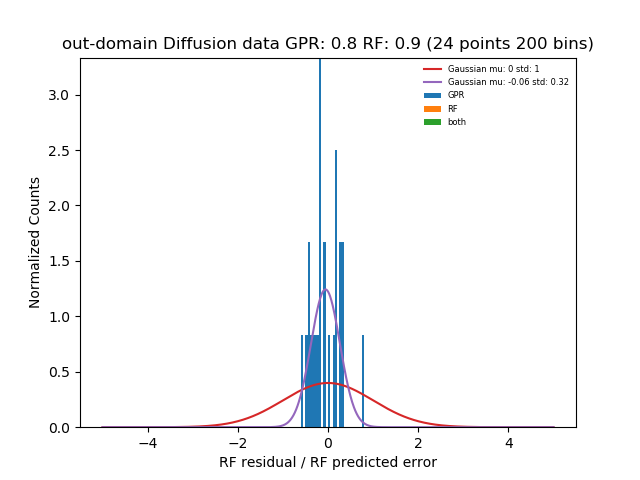 out-domain Diffusion data GPR: 0.8 RF: 0.9 (24 points 200 bins)
Gaussian mu: 0 std: 1
Gaussian mu: -0.06 std: 0.32
GPR
RF
both
Normalized Counts
3.0
2.5
2.0
1.5
1.0
0.5
0.0
−4
−2
0
2
4
RF residual / RF predicted error